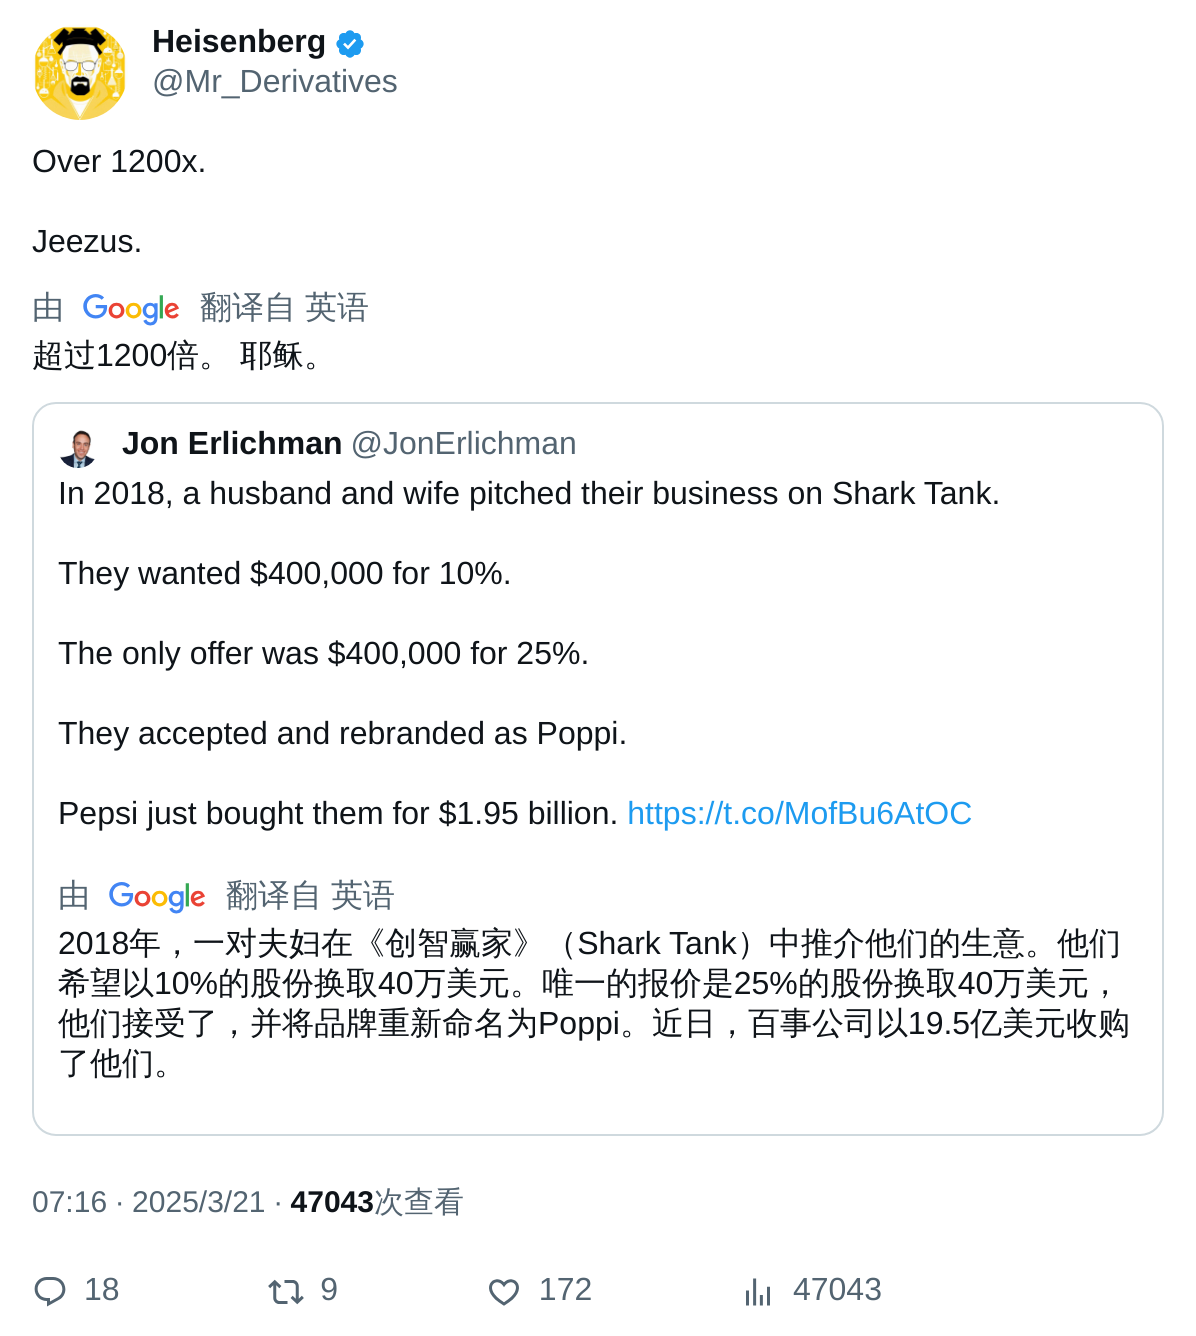 Heisenberg
@Mr_Derivatives
Over 1200x.
Jeezus.
由 Google 翻译自 英语
超过1200倍。 耶稣。
Jon Erlichman @JonErlichman
In 2018, a husband and wife pitched their business on Shark Tank.
They wanted $400,000 for 10%.
The only offer was $400,000 for 25%.
They accepted and rebranded as Poppi.
Pepsi just bought them for $1.95 billion. https://t.co/MofBu6AtOC
由 Google 翻译自 英语
2018年，一对夫妇在《创智赢家》（Shark Tank）中推介他们的生意。他们
希望以10%的股份换取40万美元。唯一的报价是25%的股份换取40万美元，
他们接受了，并将品牌重新命名为Poppi。近日，百事公司以19.5亿美元收购
了他们。
07:16 · 2025/3/21 · 47043次查看
18 9 172 47043